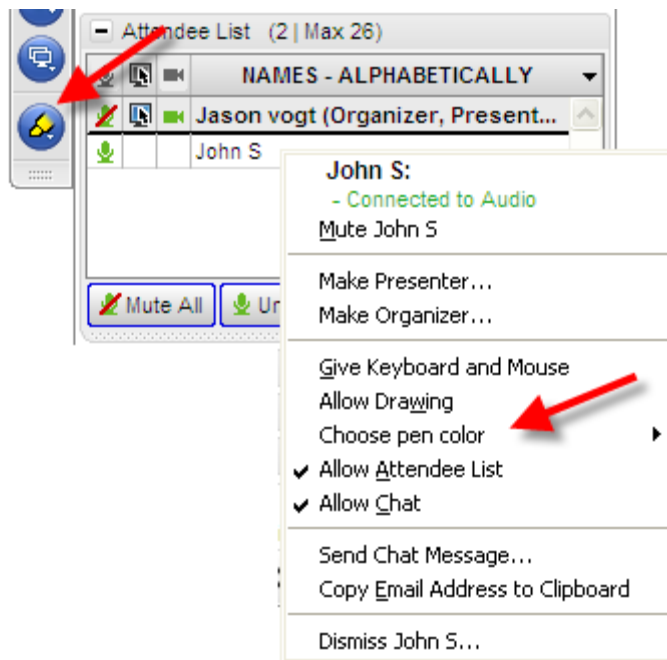 Attendee List (2 | Max 26)
NAMES - ALPHABETICALLY
Jason vogt (Organizer, Present...
John S
John S:
- Connected to Audio
Mute John S
Make Presenter...
Make Organizer...
Mute All
Give Keyboard and Mouse
Allow Drawing
Choose pen color
Allow Attendee List
Allow Chat
Send Chat Message...
Copy Email Address to Clipboard
Dismiss John S...